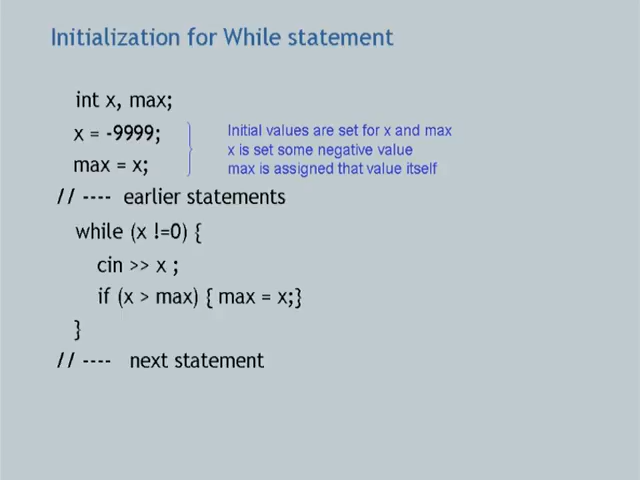 Initialization for While statement
int x, max;
x = -9999;
Initial values are set for x and max
x is set some negative value
max = x;
max is assigned that value itself
// ---- earlier statements
while (x !=0) {
cin >> x ;
if (x > max) { max = x;}
}
// ---- next statement